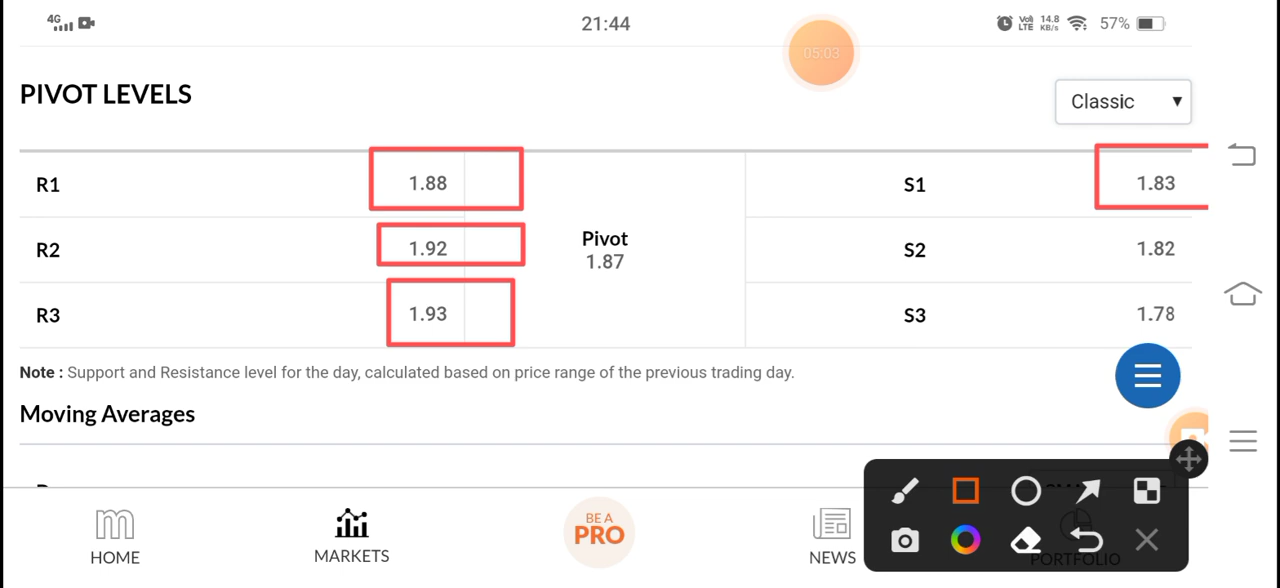 4G
21:44
Voll LTE
14.8 KB/s
57%
05:03
PIVOT LEVELS
Classic
R1 1.88
R2 1.92
R3 1.93
Pivot
1.87
S1 1.83
S2 1.82
S3 1.78
Note : Support and Resistance level for the day, calculated based on price range of the previous trading day.
Moving Averages
HOME
MARKETS
BE A
PRO
NEWS
PORTFOLIO